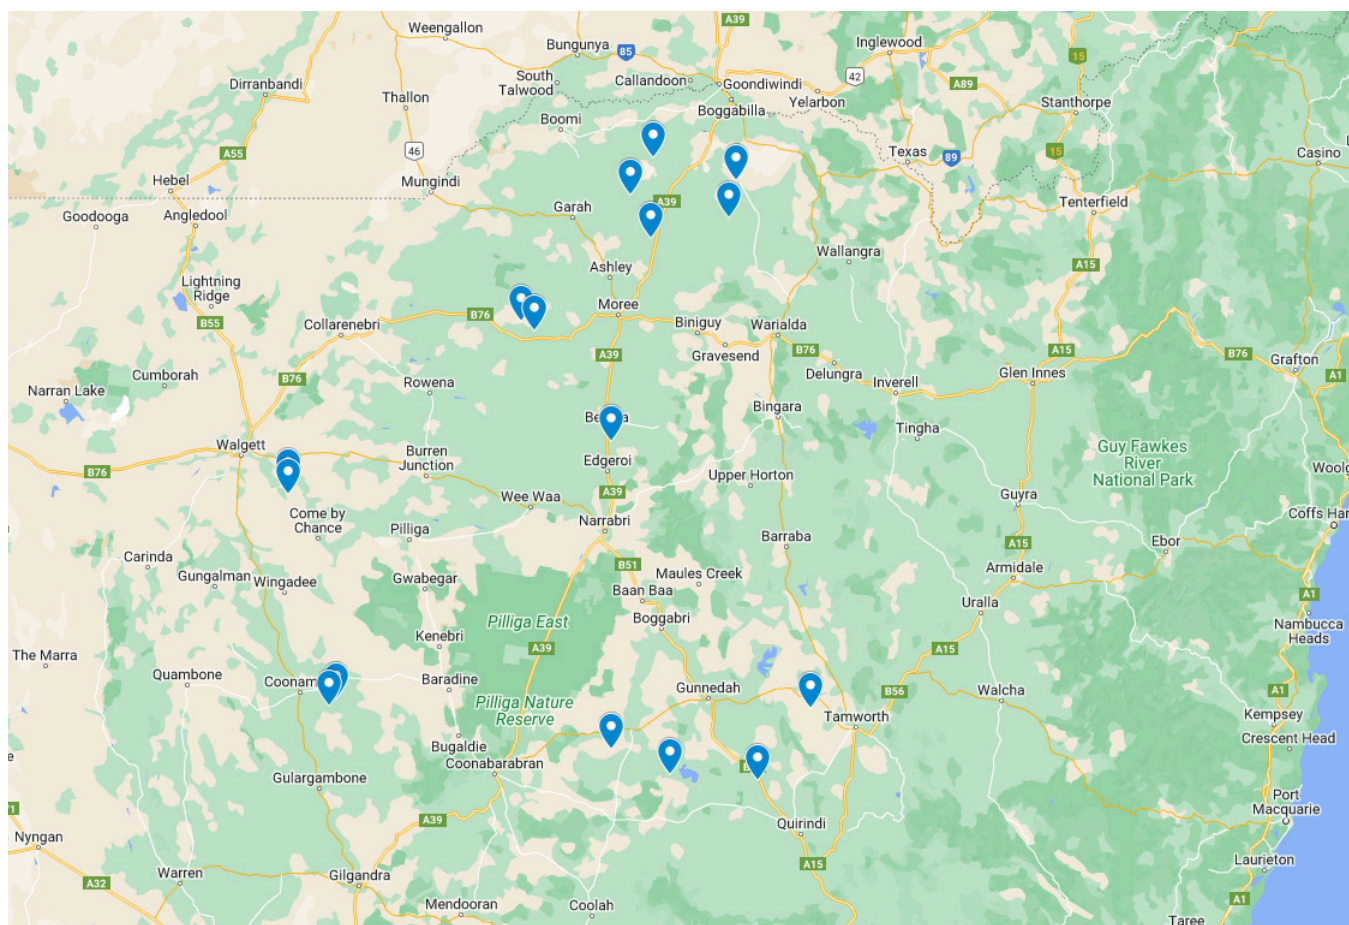 Weengallon
A39
Bungunya
85
Inglewood
15
Dirranbandi
South
Talwood
Callandoon
Goondiwindi
42
A89
Thallon
Yelarbon
Boggabilla
Stanthorpe
Boomi
A55
46
Texas
89
15
Casino
Hebel
Mungindi
Goodooga
Angledool
Garah
A39
Tenterfield
Wallangra
A15
Ashley
Lightning
Ridge
Moree
B76
B55
Collarenebri
Biniguy
Warialda
Gravesend
A39
B76
A15
B76
Grafton
Cumborah
B76
Rowena
Delungra
Inverell
Glen Innes
A1
Narran Lake
Bingara
Tingha
Walgett
Burren
Junction
Edgeroi
Guy Fawkes
River
National Park
B76
Upper Horton
A39
Wee Waa
Guyra
Come by
Chance
Pilliga
Narrabri
Barraba
A15
Ebor
Carinda
Gungalman
Wingadee
Gwabegar
B51
Maules Creek
Armidale
Baan Baa
Uralla
A1
Pilliga East
Boggabri
Nambucca
Heads
Kenebri
A39
A15
The Marra
Quambone
Baradine
Gunnedah
B56
Walcha
A1
Pilliga Nature
Reserve
Tamworth
Kempsey
Bugaldie
Crescent Head
Coonabarabran
Gulargambone
Port
Macquarie
A39
Quirindi
Nyngan
A15
Laurieton
Warren
A32
Gilgandra
A1
Mendooran
Coolah
Taree